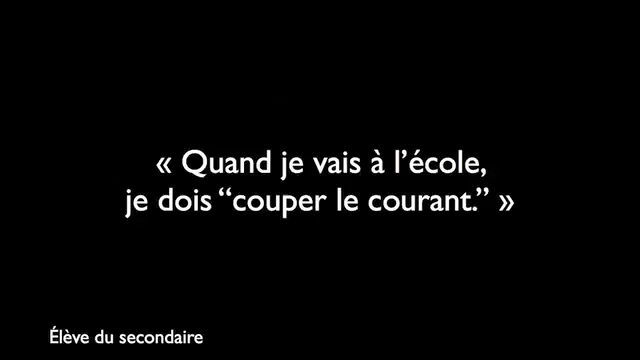 « Quand je vais à l’école,
je dois “couper le courant.” »
Élève du secondaire